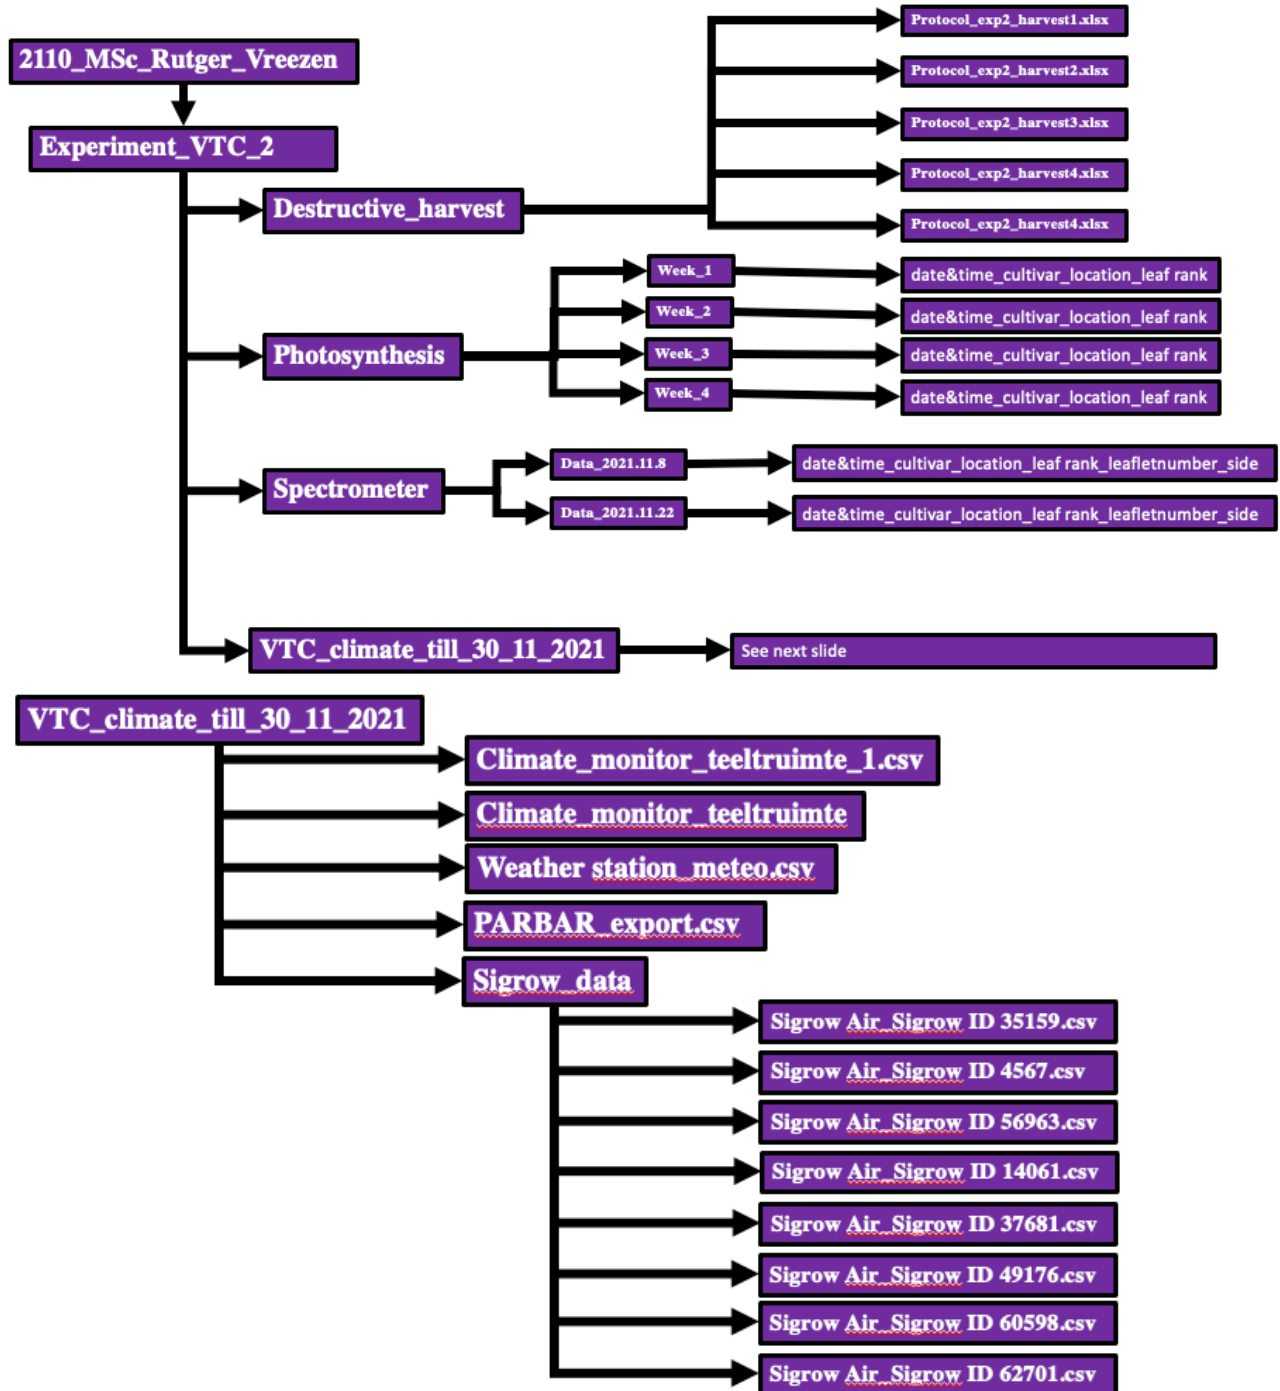 2110_MSc_Rutger_Vreezen
Experiment_VTC_2
Destructive_harvest
Protocol_exp2_harvest1.xlsx
Protocol_exp2_harvest2.xlsx
Protocol_exp2_harvest3.xlsx
Protocol_exp2_harvest4.xlsx
Protocol_exp2_harvest4.xlsx
Photosynthesis
Week_1
date&time_cultivar_location_leaf rank
Week_2
date&time_cultivar_location_leaf rank
Week_3
date&time_cultivar_location_leaf rank
Week_4
date&time_cultivar_location_leaf rank
Spectrometer
Data_2021.11.8
date&time_cultivar_location_leaf rank_leafletnumber_side
Data_2021.11.22
date&time_cultivar_location_leaf rank_leafletnumber_side
VTC_climate_till_30_11_2021
See next slide
VTC_climate_till_30_11_2021
Climate_monitor_teeltruimte_1.csv
Climate_monitor_teeltruimte
Weather station_meteo.csv
PARBAR_export.csv
Sigrow_data
Sigrow Air_Sigrow ID 35159.csv
Sigrow Air_Sigrow ID 4567.csv
Sigrow Air_Sigrow ID 56963.csv
Sigrow Air_Sigrow ID 14061.csv
Sigrow Air_Sigrow ID 37681.csv
Sigrow Air_Sigrow ID 49176.csv
Sigrow Air_Sigrow ID 60598.csv
Sigrow Air_Sigrow ID 62701.csv